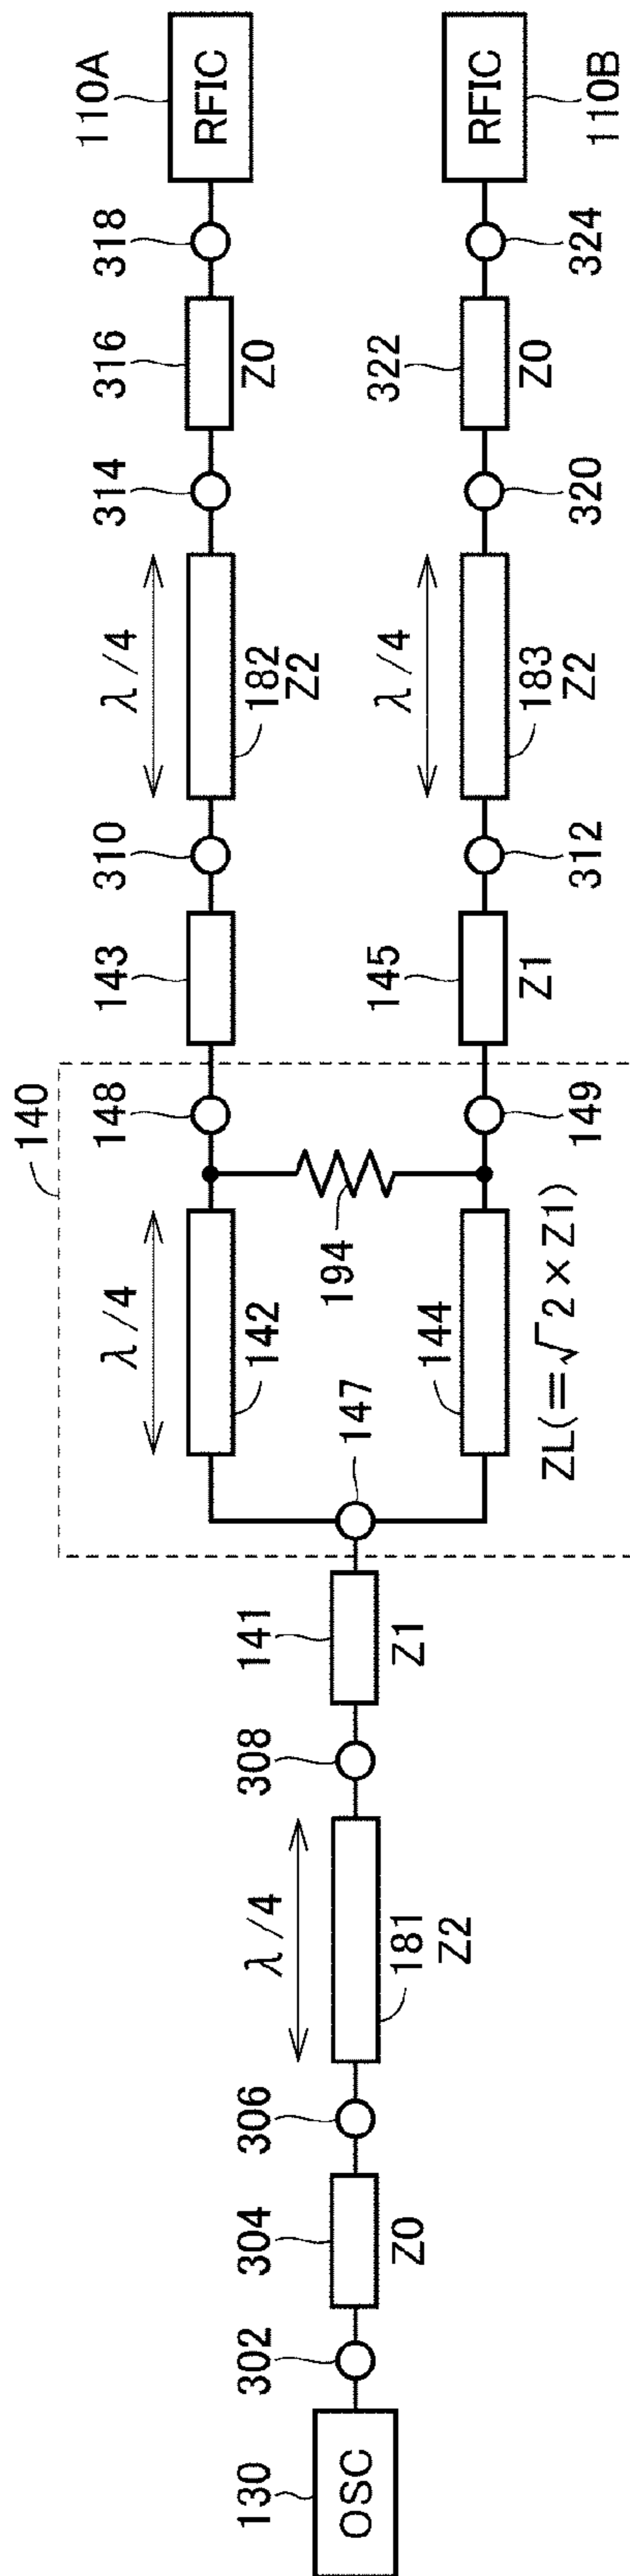 110A
RFIC
318
316
Z0
314
λ/4
182
Z2
310
143
148
140
λ/4
142
194
147
144
ZL(=√2×Z1)
149
145
Z1
312
λ/4
183
Z2
320
322
Z0
324
RFIC
110B
141
Z1
308
λ/4
181
Z2
306
304
Z0
302
130
OSC